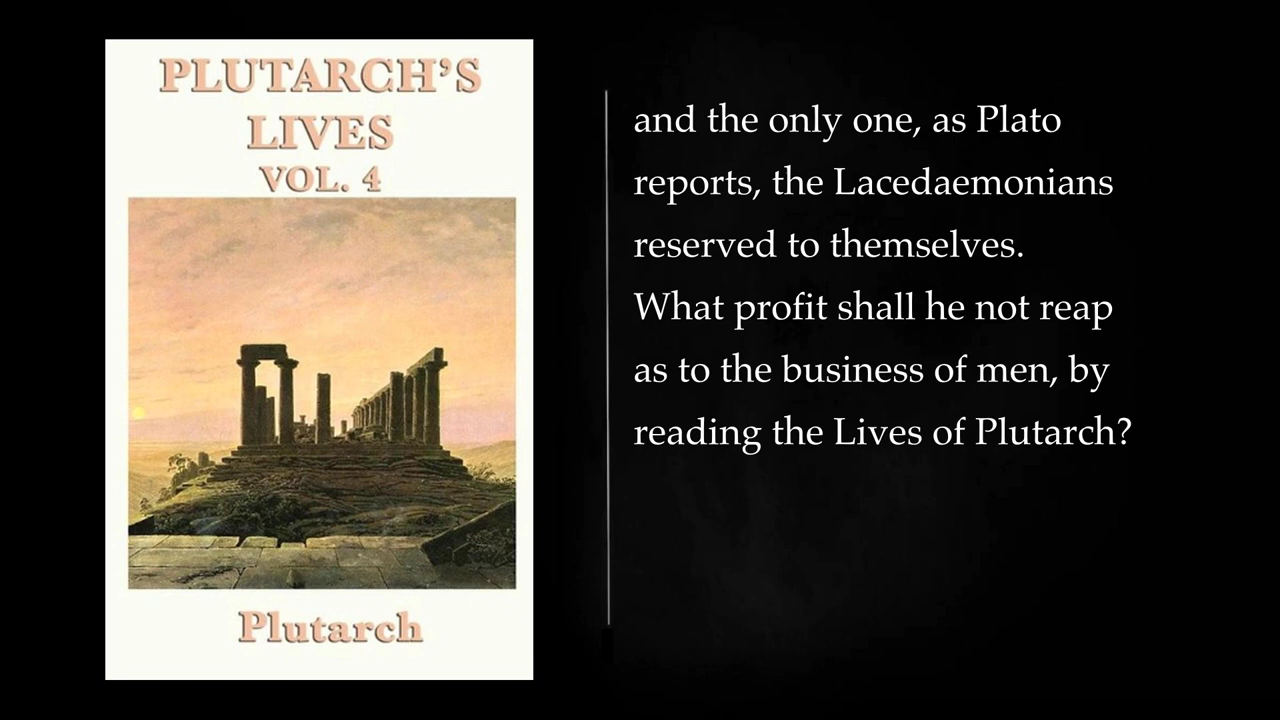 PLUTARCH'S
LIVES
VOL. 4
Plutarch
and the only one, as Plato
reports, the Lacedaemonians
reserved to themselves.
What profit shall he not reap
as to the business of men, by
reading the Lives of Plutarch?